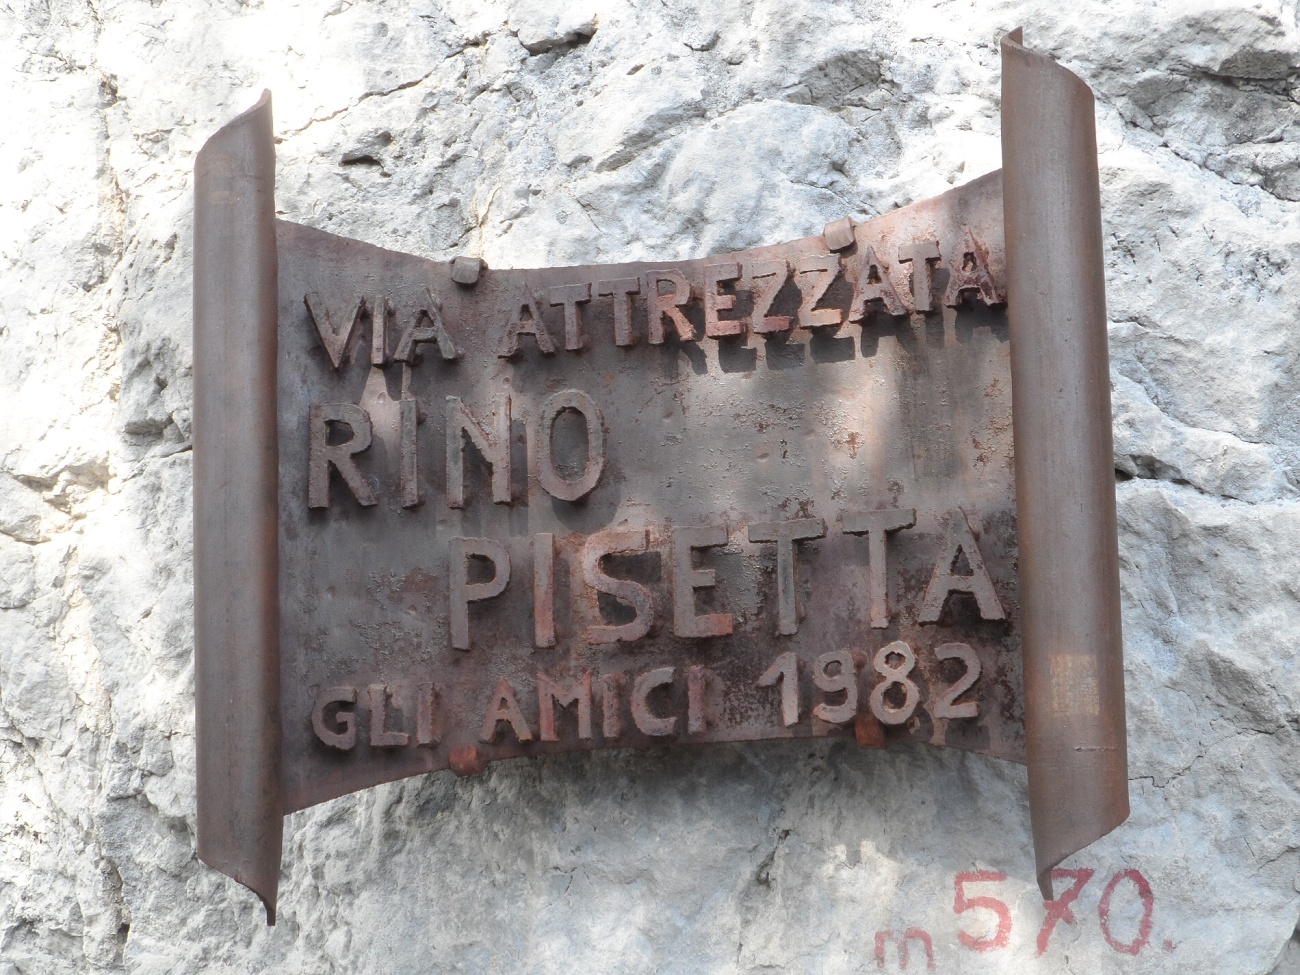 VIA ATTREZZATA
RINO
PISETTA
GLI AMICI 1982
m 570.